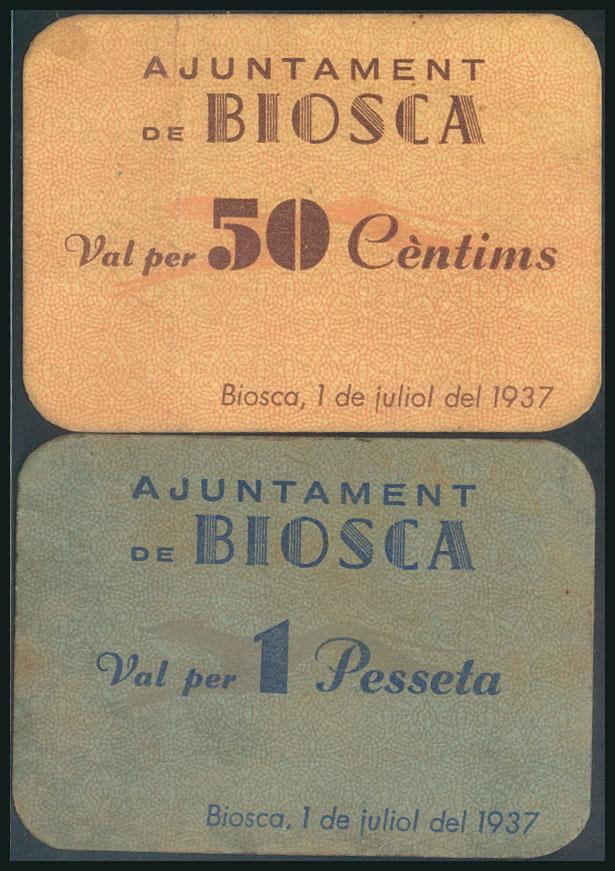 AJUNTAMENT
DE BIOSCA
Val per 50 Cèntims
Biosca, 1 de juliol del 1937
AJUNTAMENT
DE BIOSCA
Val per 1 Pesseta
Biosca, 1 de juliol del 1937